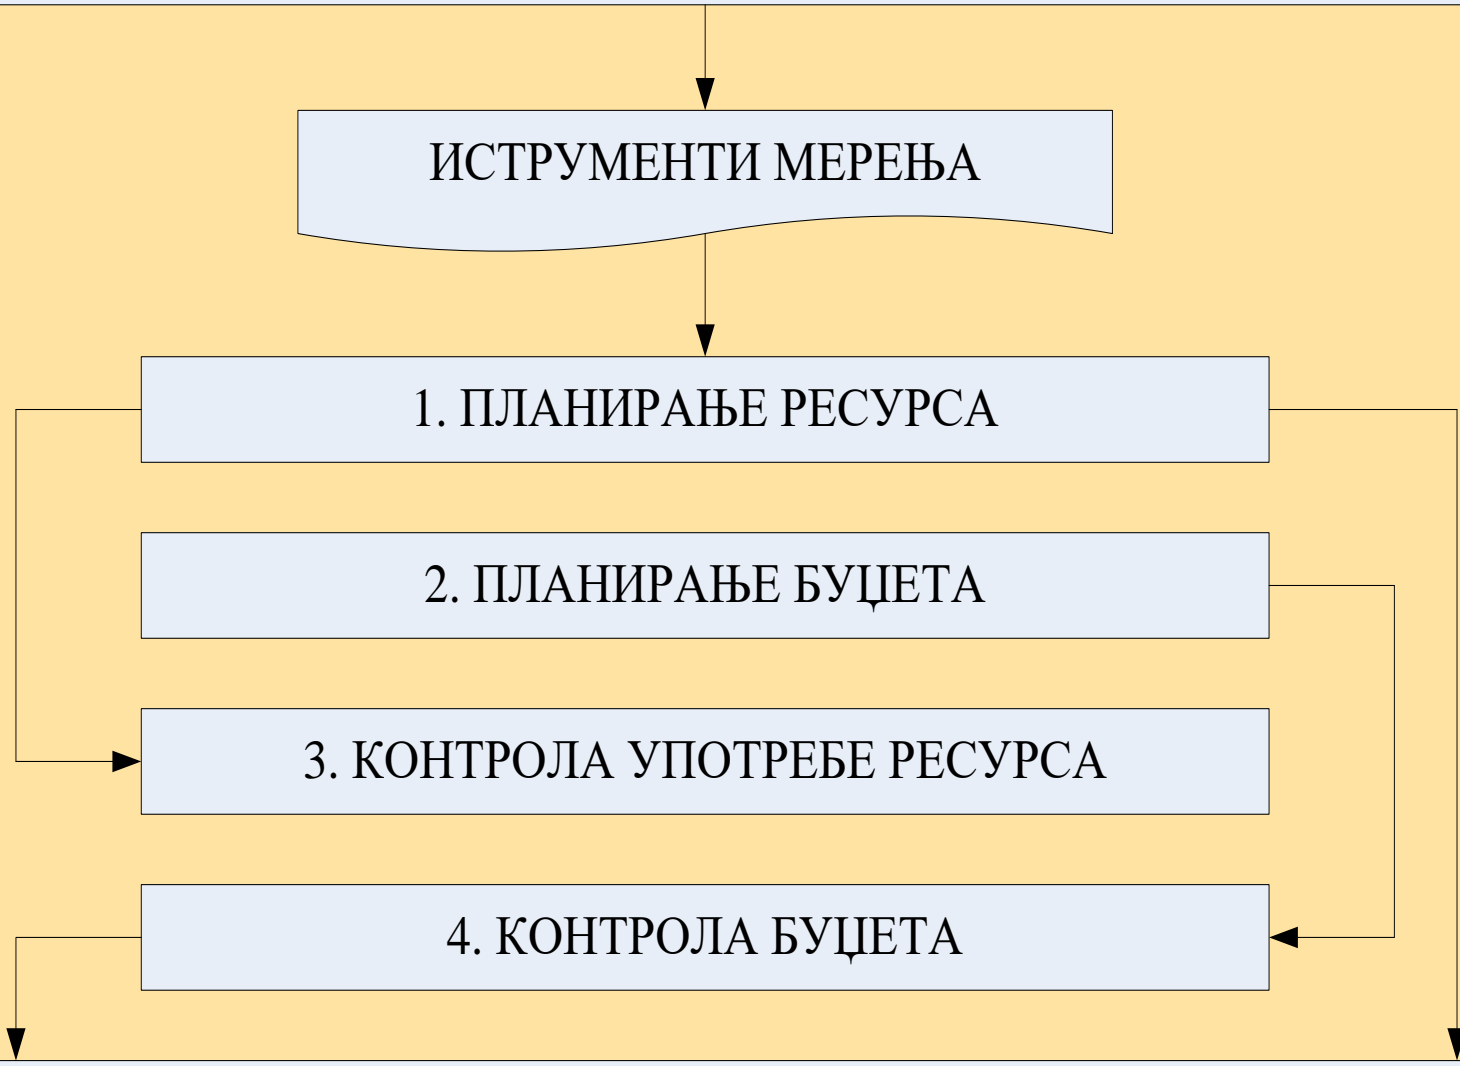 ИСТРУМЕНТИ МЕРЕЊА
1. ПЛАНИРАЊЕ РЕСУРСА
2. ПЛАНИРАЊЕ БУЏЕТА
3. КОНТРОЛА УПОТРЕБЕ РЕСУРСА
4. КОНТРОЛА БУЏЕТА